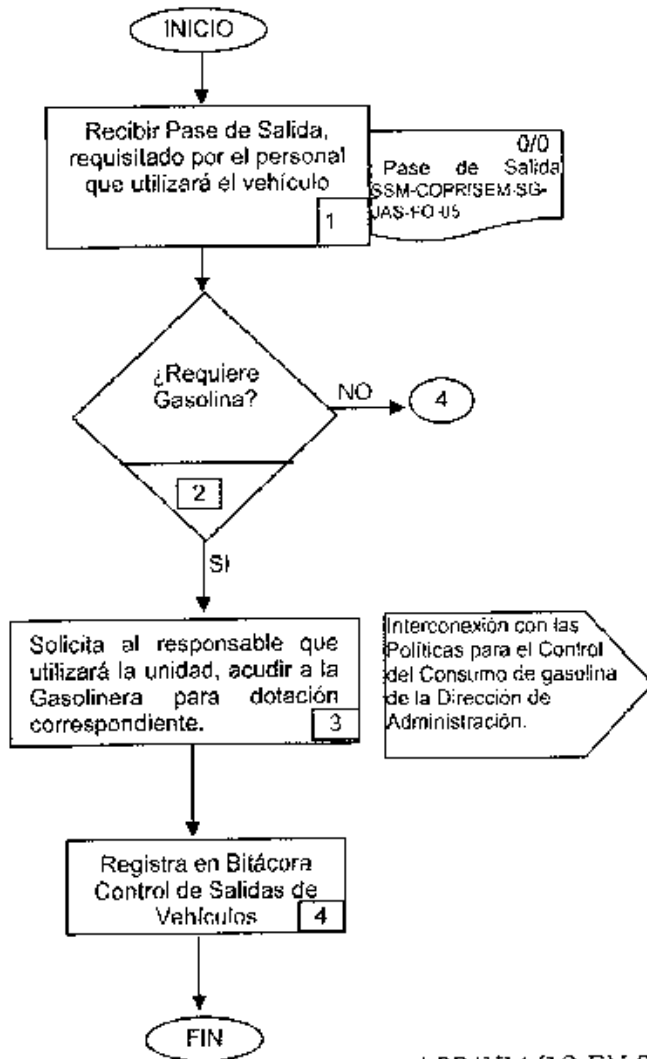 INICIO
Recibir Pase de Salida,
requisitado por el personal
que utilizará el vehículo
1
0/0
Pase de Salida
SSM-COPRISEM-SG-
JAS-FO-05
¿Requiere
Gasolina?
NO
4
2
SI
Solicita al responsable que
utilizará la unidad, acudir a la
Gasolinera para dotación
correspondiente.
3
Interconexión con las
Políticas para el Control
del Consumo de gasolina
de la Dirección de
Administración.
Registra en Bitácora
Control de Salidas de
Vehículos
4
FIN